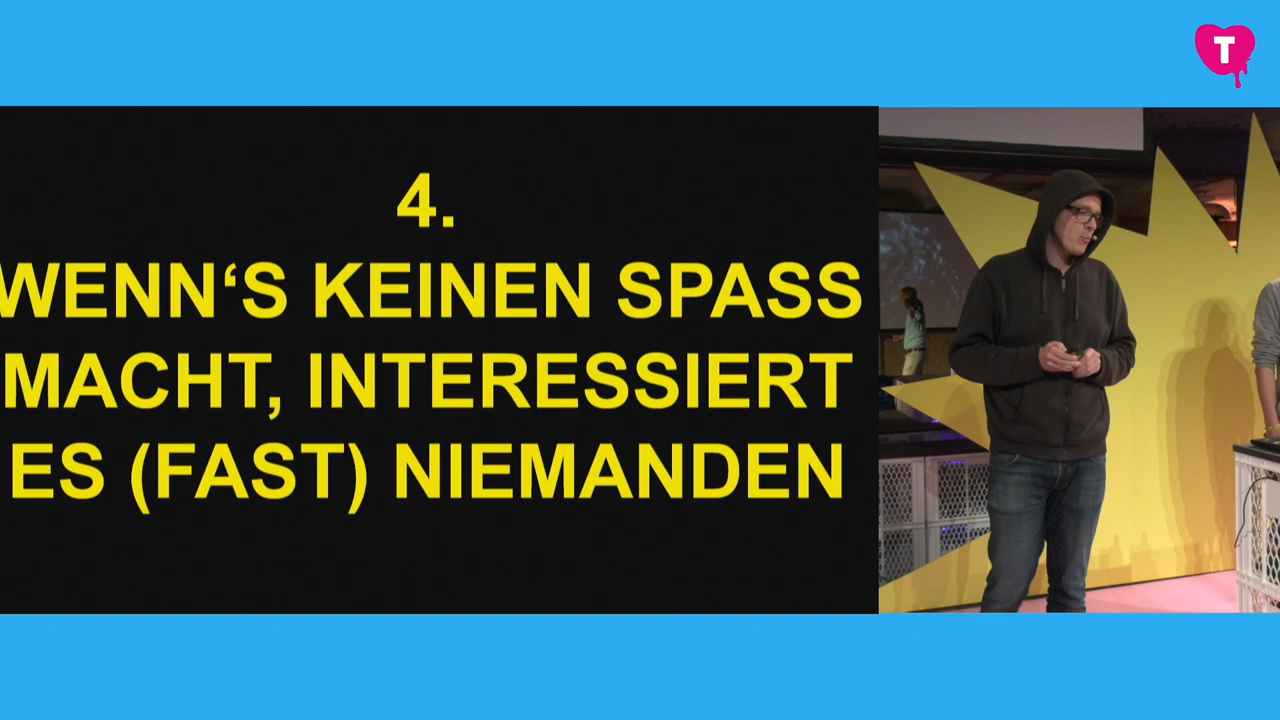 T
4.
WENN‘S KEINEN SPASS
MACHT, INTERESSIERT
ES (FAST) NIEMANDEN